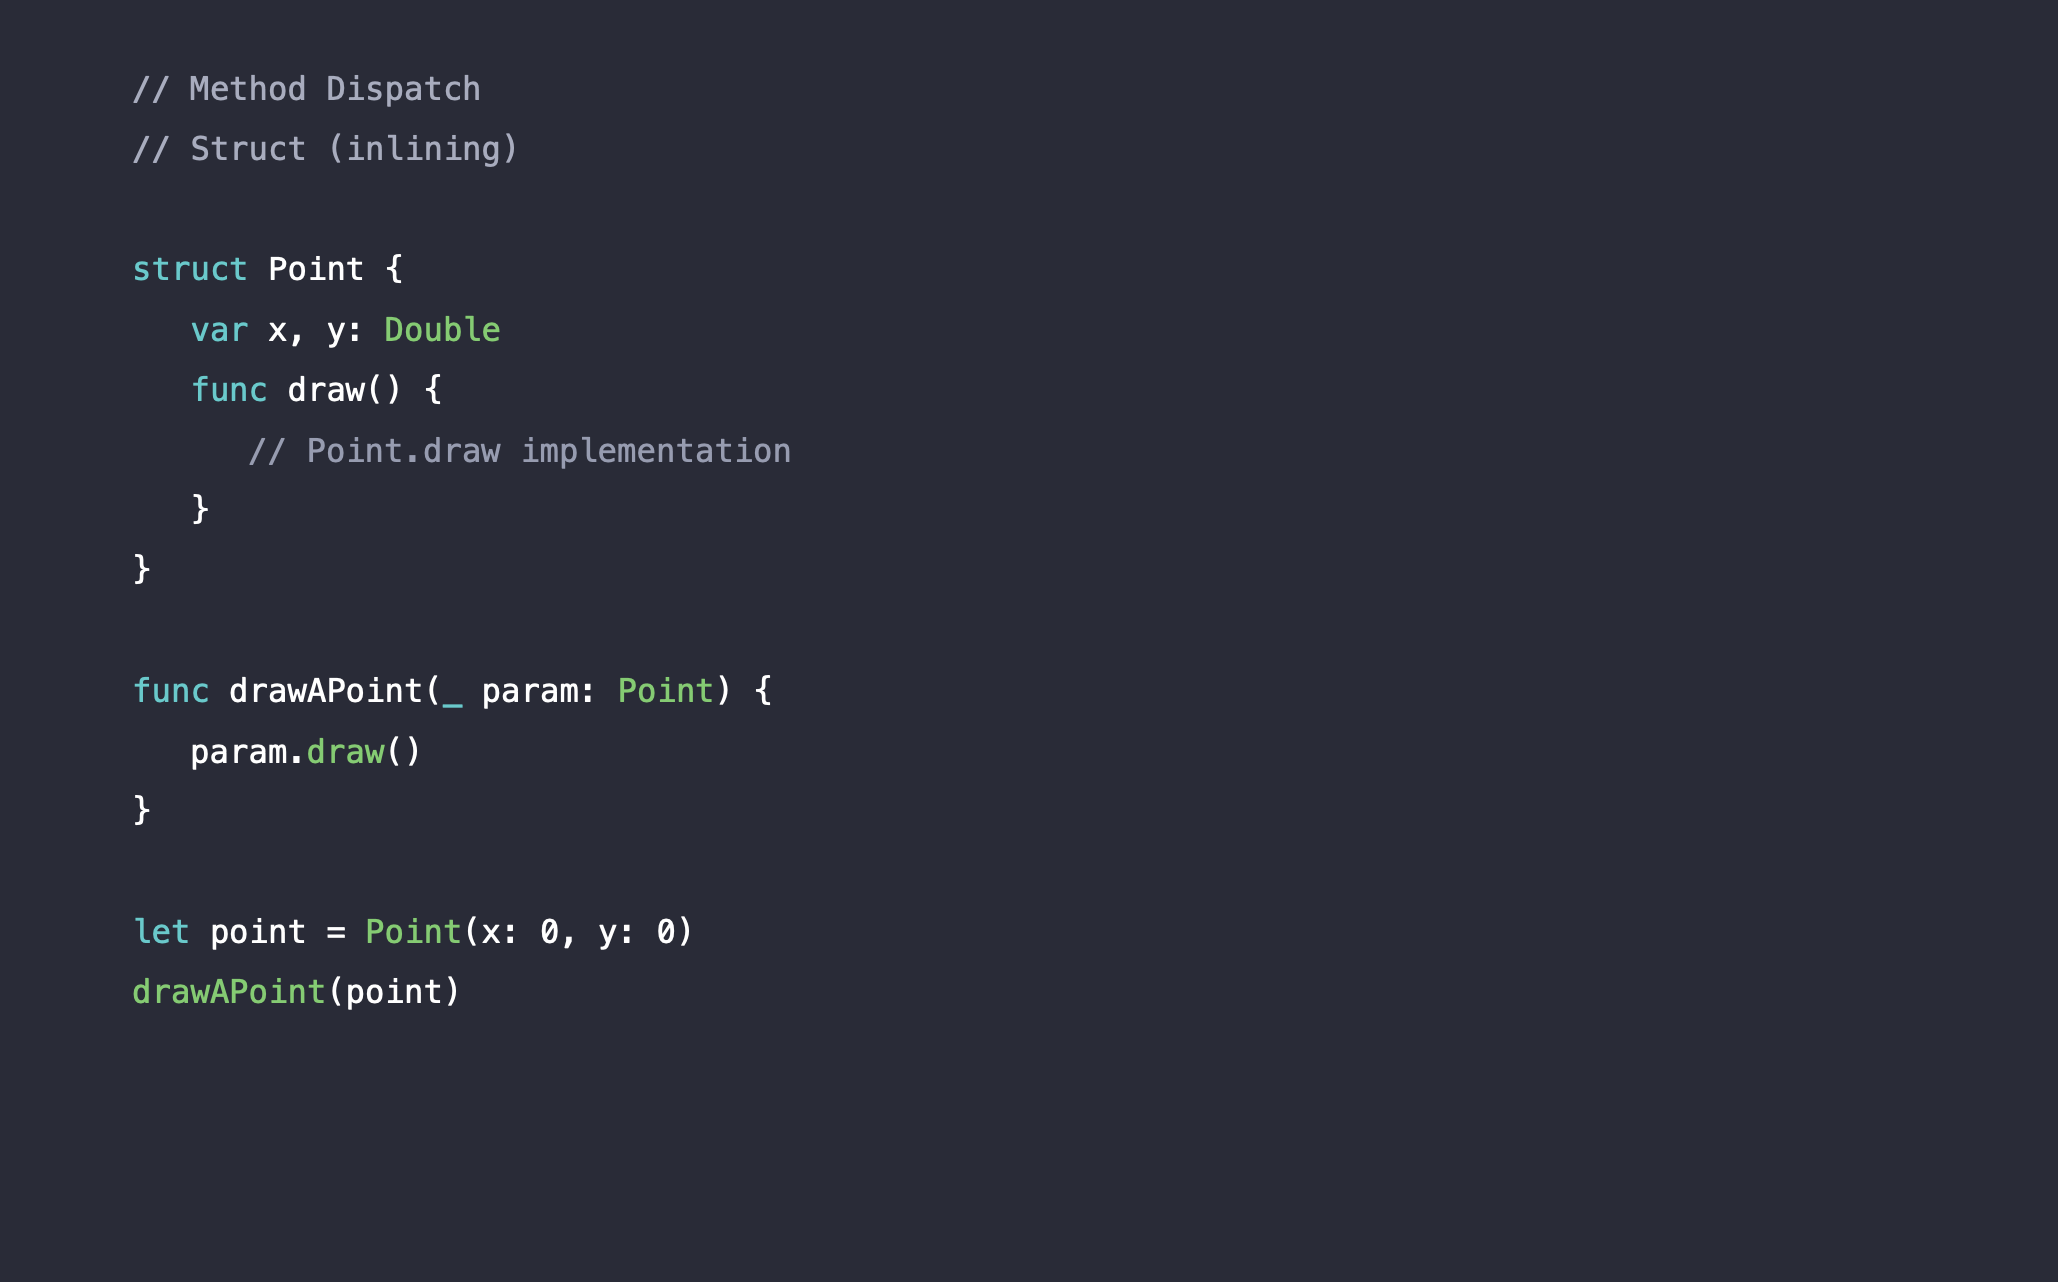 // Method Dispatch
// Struct (inlining)
struct Point {
   var x, y: Double
   func draw() {
      // Point.draw implementation
   }
}
func drawAPoint(_ param: Point) {
   param.draw()
}
let point = Point(x: 0, y: 0)
drawAPoint(point)